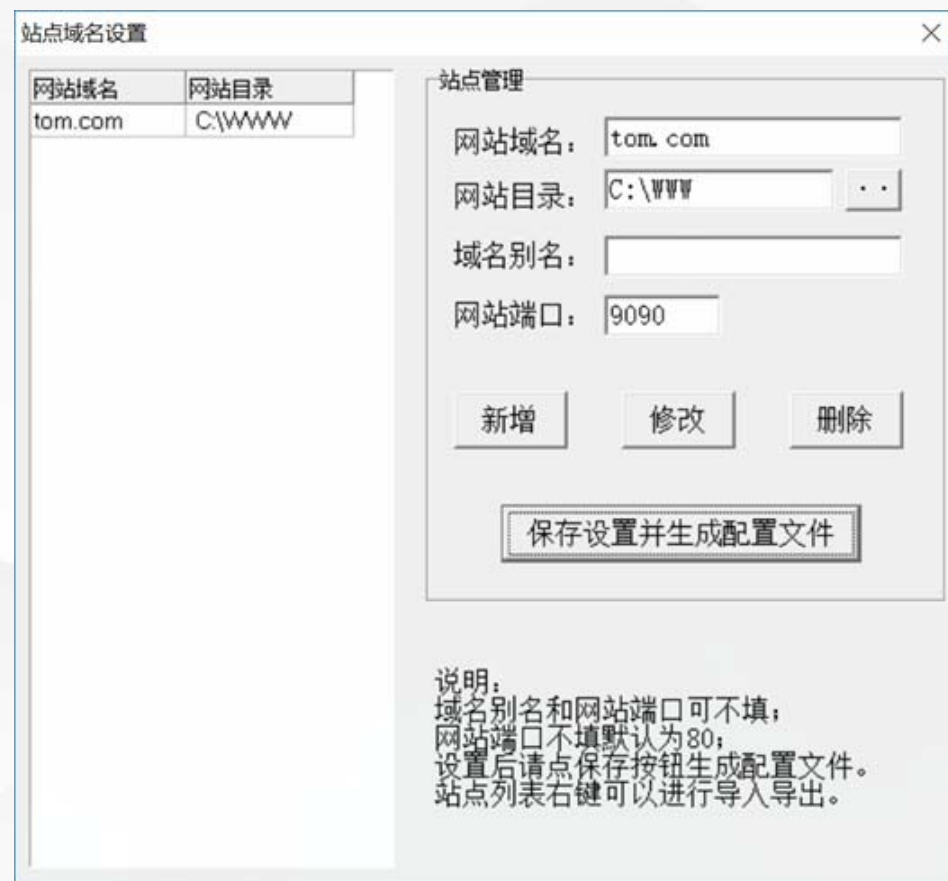 站点域名设置
网站域名 网站目录
tom.com C:\WWW
站点管理
网站域名： tom.com
网站目录： C:\WWW ..
域名别名：
网站端口： 9090
新增 修改 删除
保存设置并生成配置文件
说明：
域名别名和网站端口可不填；
网站端口不填默认为80；
设置后请点保存按钮生成配置文件。
站点列表右键可以进行导入导出。